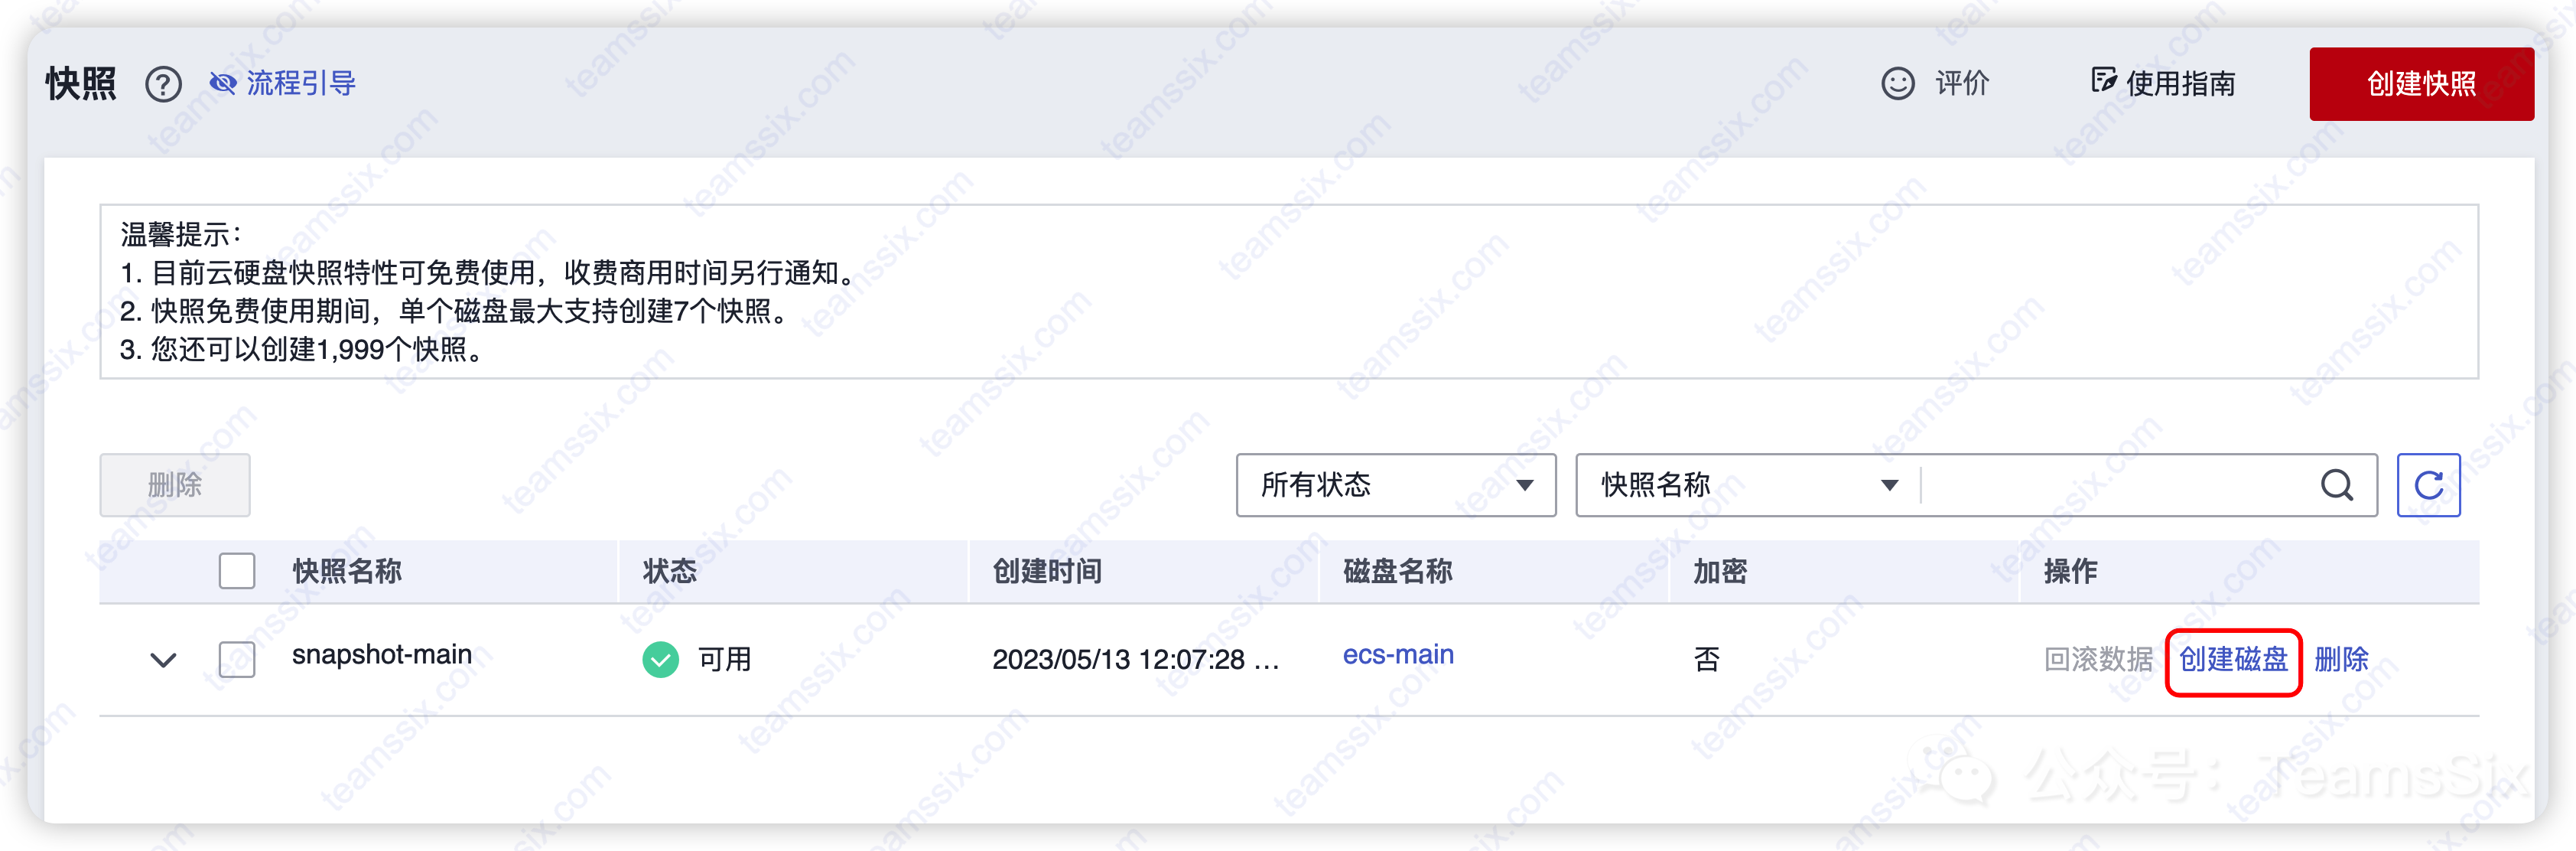 快照 ? 流程引导 评价 使用指南 创建快照
温馨提示：
1. 目前云硬盘快照特性可免费使用，收费商用时间另行通知。
2. 快照免费使用期间，单个磁盘最大支持创建7个快照。
3. 您还可以创建1,999个快照。
删除 所有状态 快照名称
快照名称 状态 创建时间 磁盘名称 加密 操作
snapshot-main 可用 2023/05/13 12:07:28 ... ecs-main 否 回滚数据 创建磁盘 删除
公众号：TeamsSix
teamssix.com